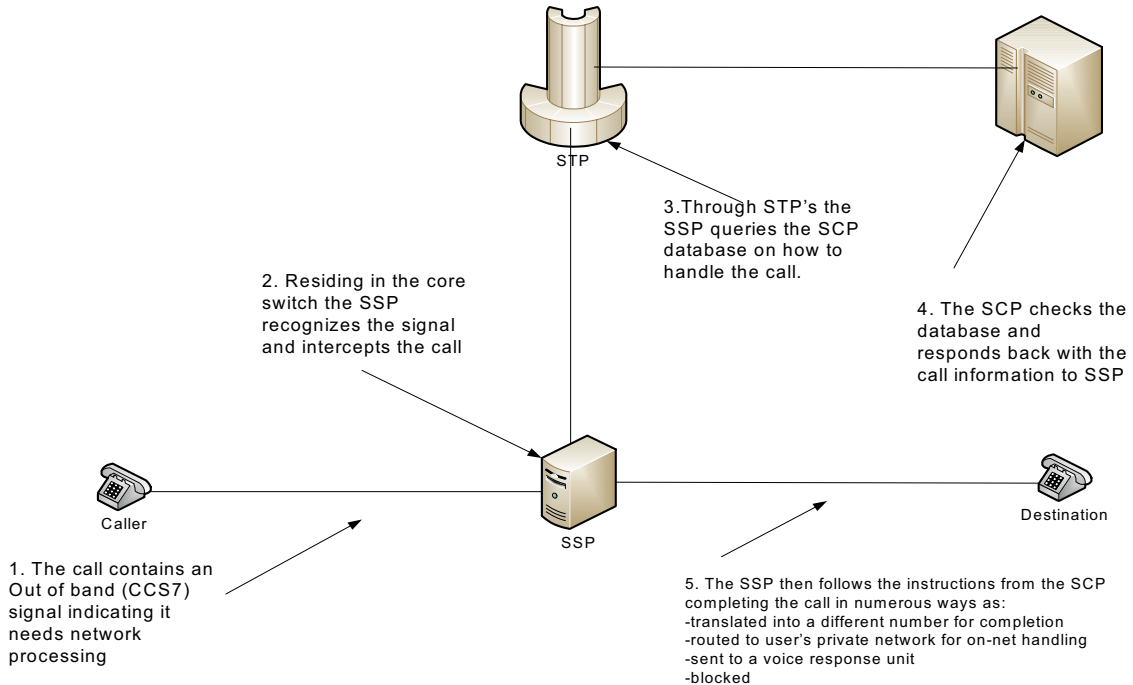 STP
3.Through STP’s the
SSP queries the SCP
database on how to
handle the call.
2. Residing in the core
switch the SSP
recognizes the signal
and intercepts the call
4. The SCP checks the
database and
responds back with the
call information to SSP
Caller
SSP
Destination
1. The call contains an
Out of band (CCS7)
signal indicating it
needs network
processing
5. The SSP then follows the instructions from the SCP
completing the call in numerous ways as:
-translated into a different number for completion
-routed to user’s private network for on-net handling
-sent to a voice response unit
-blocked